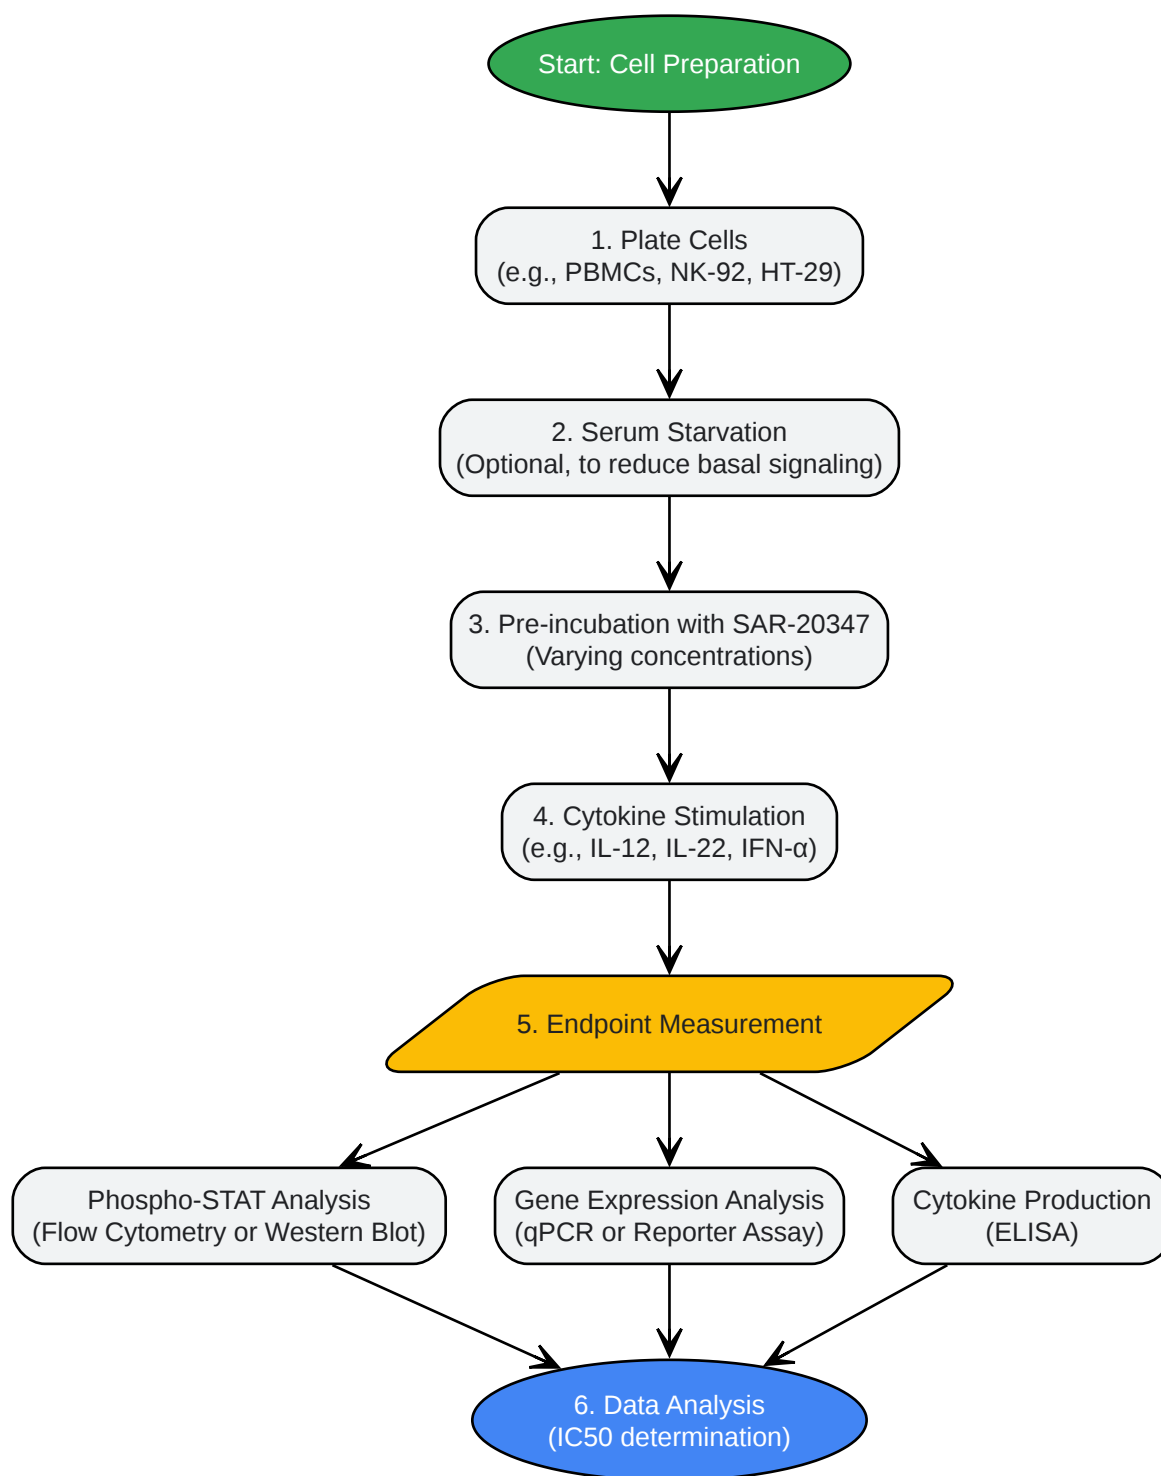 Start: Cell Preparation
1. Plate Cells
(e.g., PBMCs, NK-92, HT-29)
2. Serum Starvation
(Optional, to reduce basal signaling)
3. Pre-incubation with SAR-20347
(Varying concentrations)
4. Cytokine Stimulation
(e.g., IL-12, IL-22, IFN-α)
5. Endpoint Measurement
Phospho-STAT Analysis
(Flow Cytometry or Western Blot)
Gene Expression Analysis
(qPCR or Reporter Assay)
Cytokine Production
(ELISA)
6. Data Analysis
(IC50 determination)